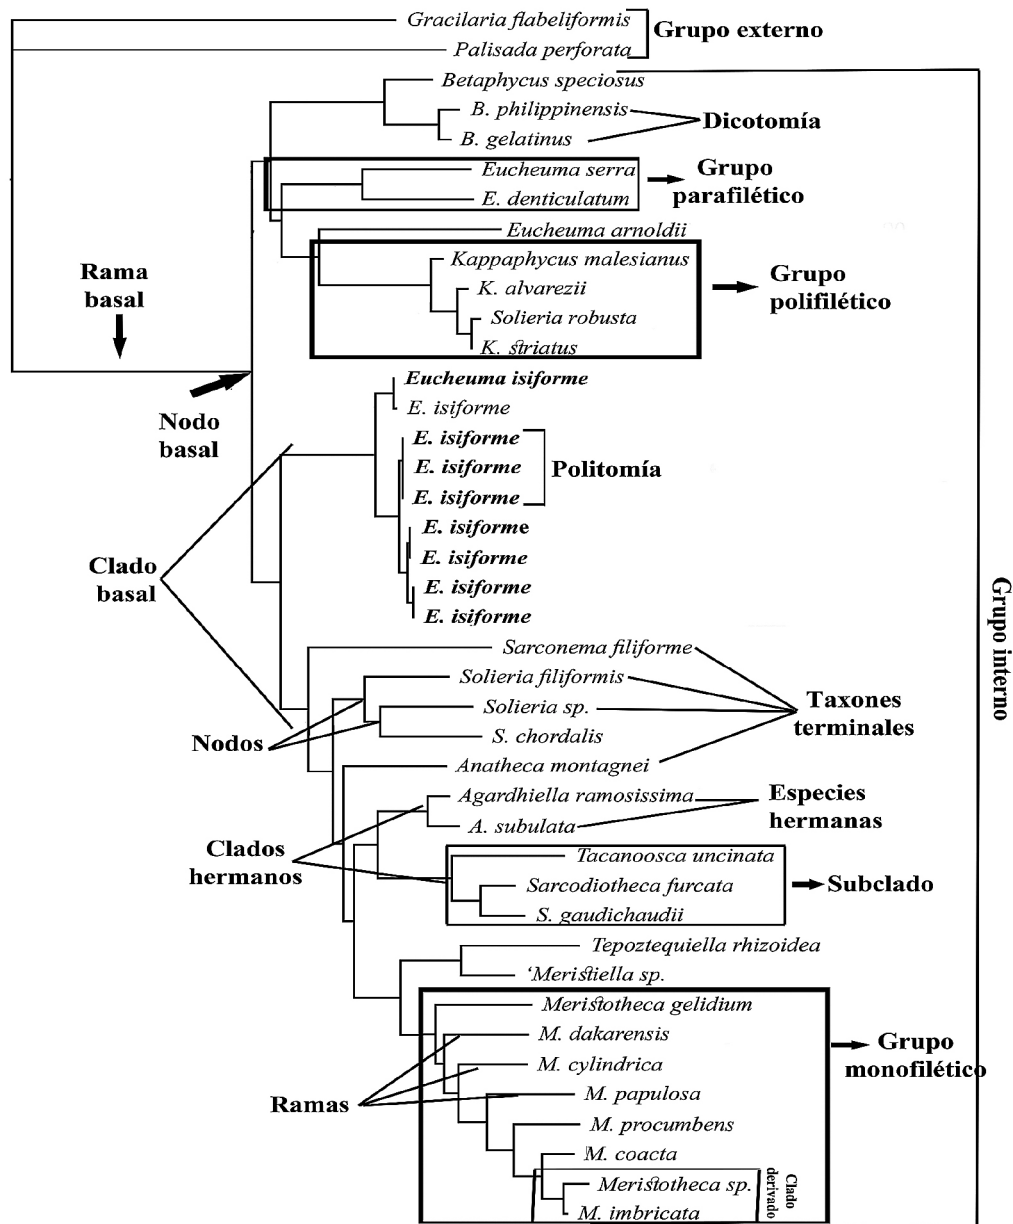 Gracilaria flabeliformis
Grupo externo
Palisada perforata
Betaphycus speciosus
B. philippinensis
Dicotomía
B. gelatinus
Eucheuma serra
Grupo
parafilético
E. denticulatum
Eucheuma arnoldii
Kappaphycus malesianus
Grupo
polifilético
K. alvarezii
Solieria robusta
K. striatus
Rama
basal
Nodo
basal
Eucheuma isiforme
E. isiforme
E. isiforme
E. isiforme
Politomía
E. isiforme
E. isiforme
E. isiforme
E. isiforme
E. isiforme
Clado
basal
Grupo interno
Sarconema filiforme
Solieria filiformis
Solieria sp.
Taxones
terminales
S. chordalis
Nodos
Anatheca montagnei
Agardhiella ramosissima
Especies
hermanas
A. subulata
Clados
hermanos
Tacanoosca uncinata
Sarcodiotheca furcata
Subclado
S. gaudichaudii
Tepoztequiella rhizoidea
'Meristiella sp.
Meristotheca gelidium
M. dakarensis
Grupo
monofilético
M. cylindrica
M. papulosa
Ramas
M. procumbens
M. coacta
Meristotheca sp.
Clado
derivado
M. imbricata